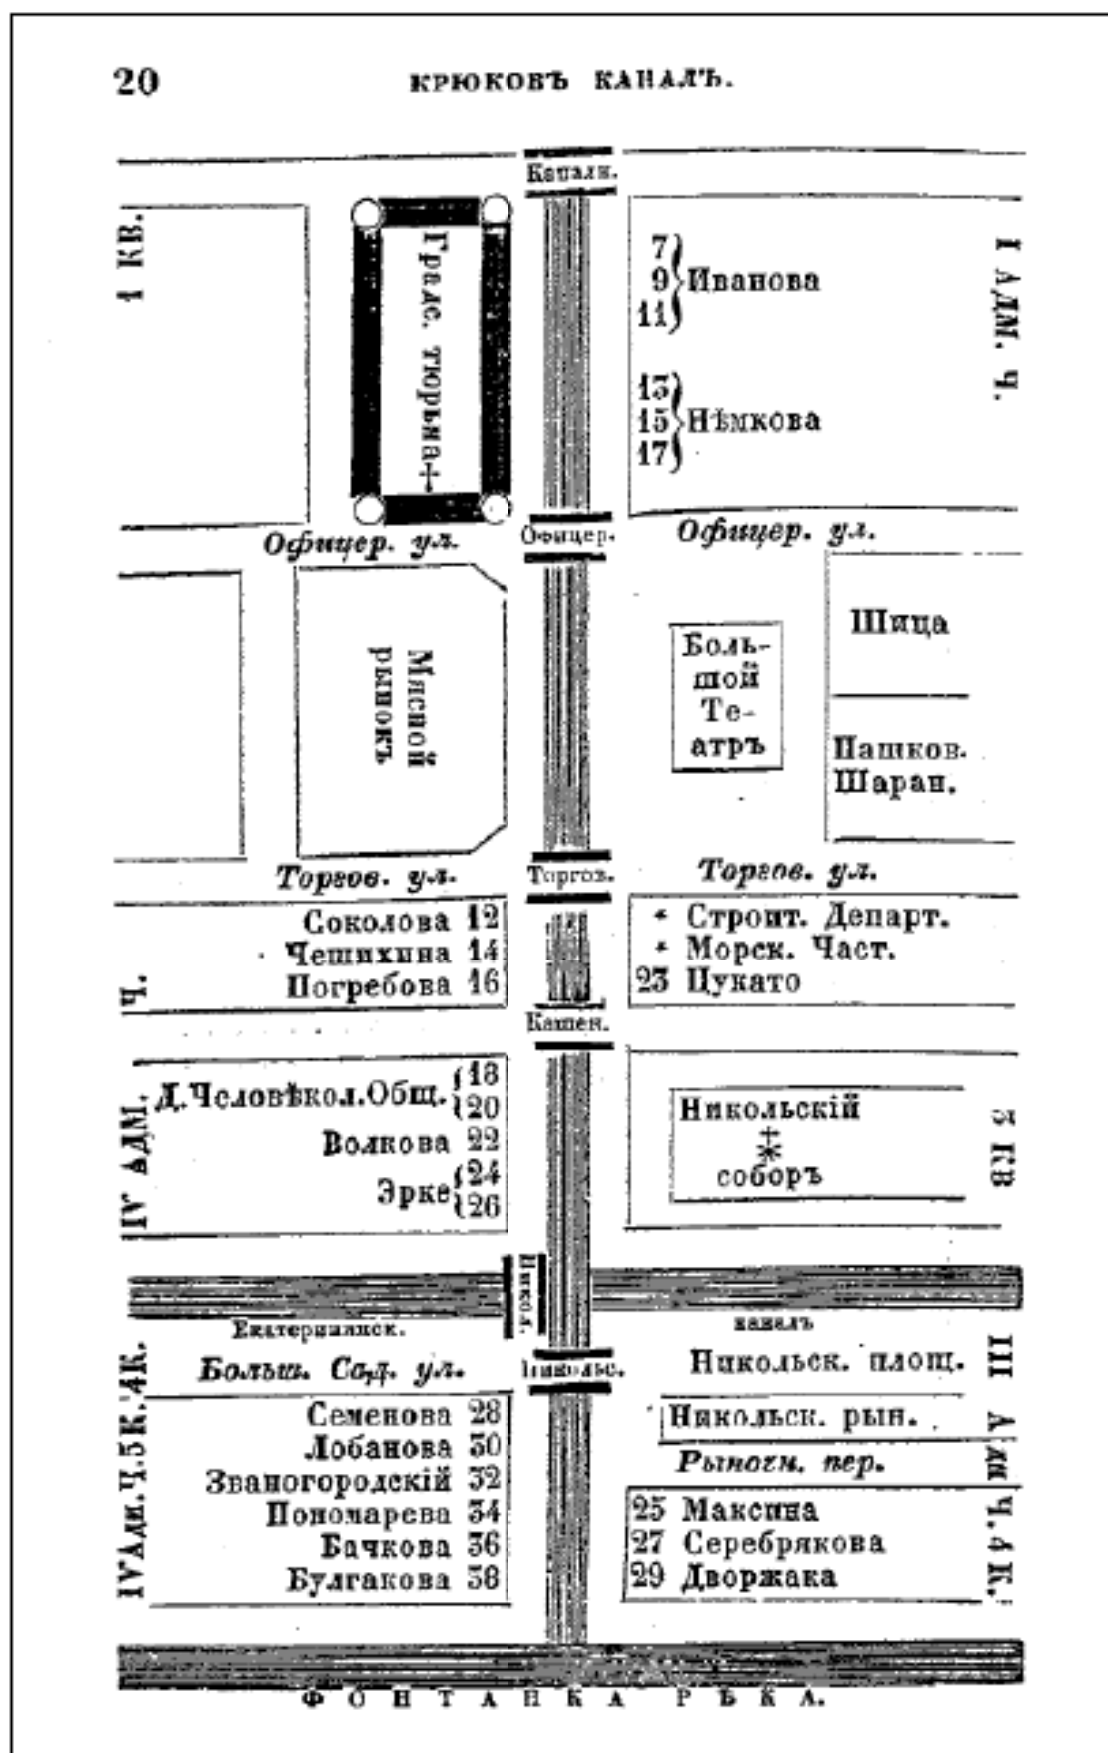 20 КРЮКОВЪ КАНАЛЪ.
1 КВ.
Градс. тюрьма
7
9 Иванова
11
13
15 Нѣмкова
17
1 АДМ. Ч.
Офицер. ул.
Офицер.
Офицер. ул.
Мясной
рынокъ
Боль-
шой
Те-
атръ
Шица
Пашков.
Шаран.
Торгов. ул.
Торгов.
Торгов. ул.
Соколова 12
Чешихина 14
Погребова 16
* Строит. Департ.
* Морск. Част.
23 Цукато
Кашен.
IV АДМ. Ч.
Д. Человѣкол. Общ. 18
20
Волкова 22
Эрке 24
26
Никольскій
соборъ
3 КВ
Никол.
Екатерининск. каналъ
Больш. Сад. ул.
Никольс.
Никольск. площ.
IV Адм. Ч. 5 К. 4 К.
Семенова 28
Лобанова 30
Званогородскій 32
Пономарева 34
Бачкова 36
Булгакова 38
Никольск. рын.
Рыночн. пер.
25 Максина
27 Серебрякова
29 Дворжака
III Адм Ч. 4 К.
ФОНТАНКА РѢКА.